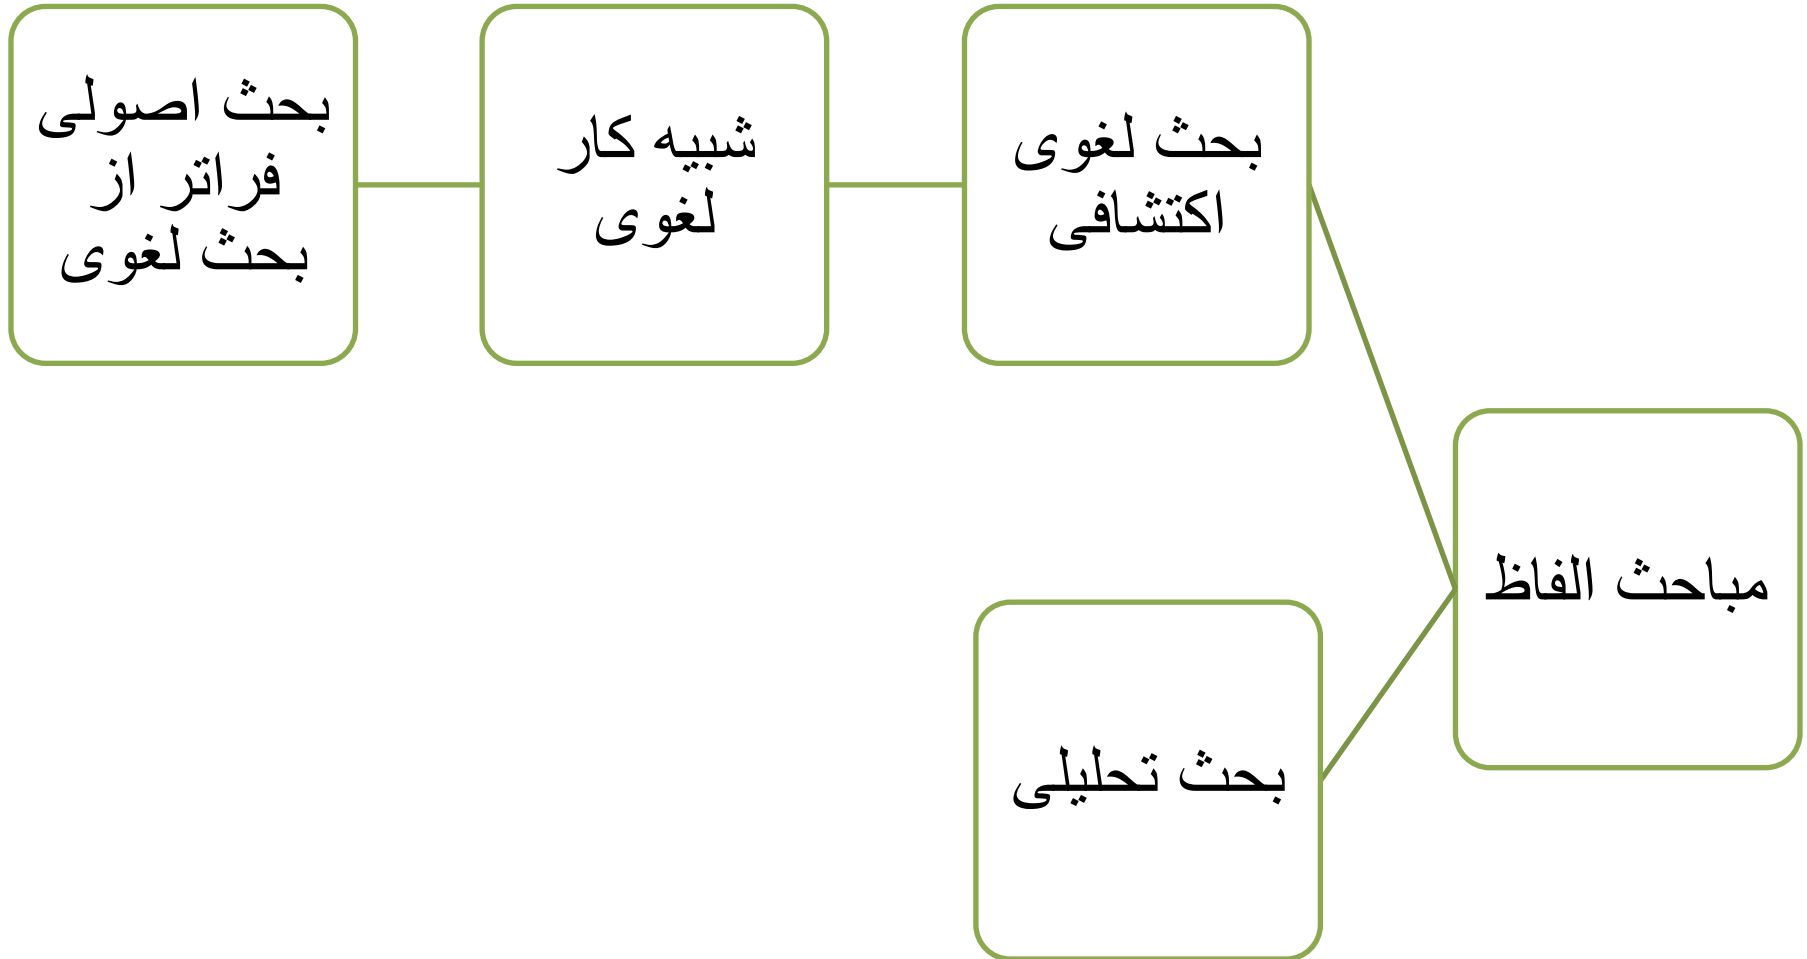 مباحث الفاظ
بحث لغوی
اکتشافی
شبیه کار
لغوی
بحث اصولی
فراتر از
بحث لغوی
بحث تحلیلی